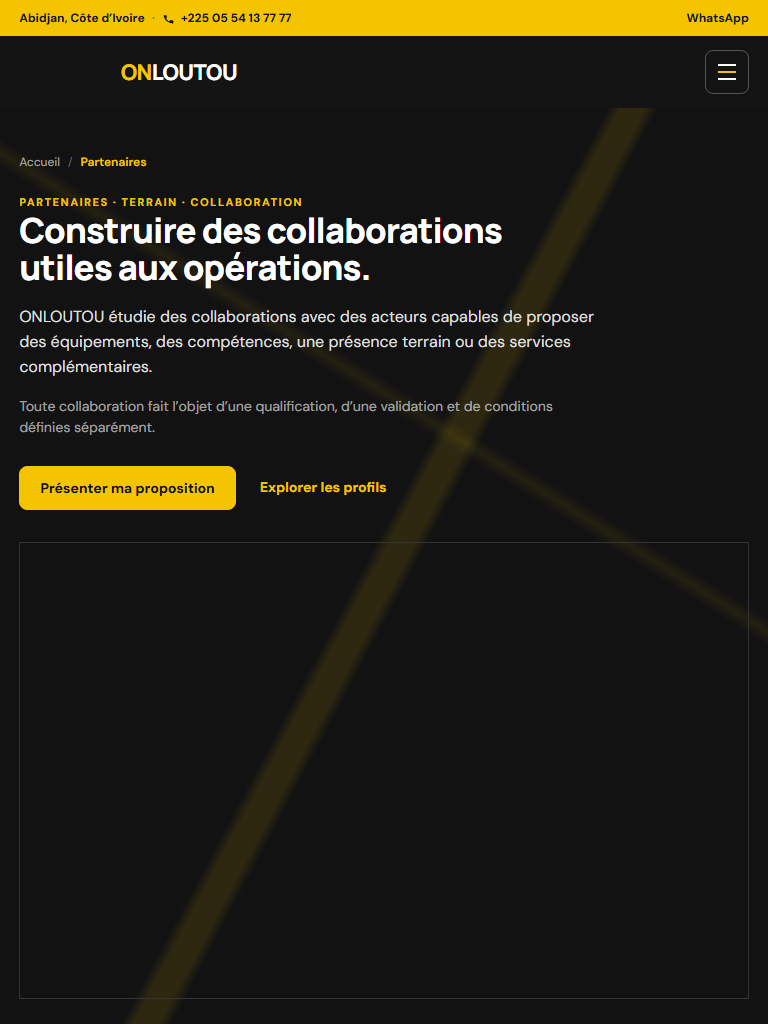 Abidjan, Côte d’Ivoire · +225 05 54 13 77 77 WhatsApp
ONLOUTOU
Accueil / Partenaires
PARTENAIRES · TERRAIN · COLLABORATION
Construire des collaborations
utiles aux opérations.
ONLOUTOU étudie des collaborations avec des acteurs capables de proposer
des équipements, des compétences, une présence terrain ou des services
complémentaires.
Toute collaboration fait l’objet d’une qualification, d’une validation et de conditions
définies séparément.
Présenter ma proposition Explorer les profils